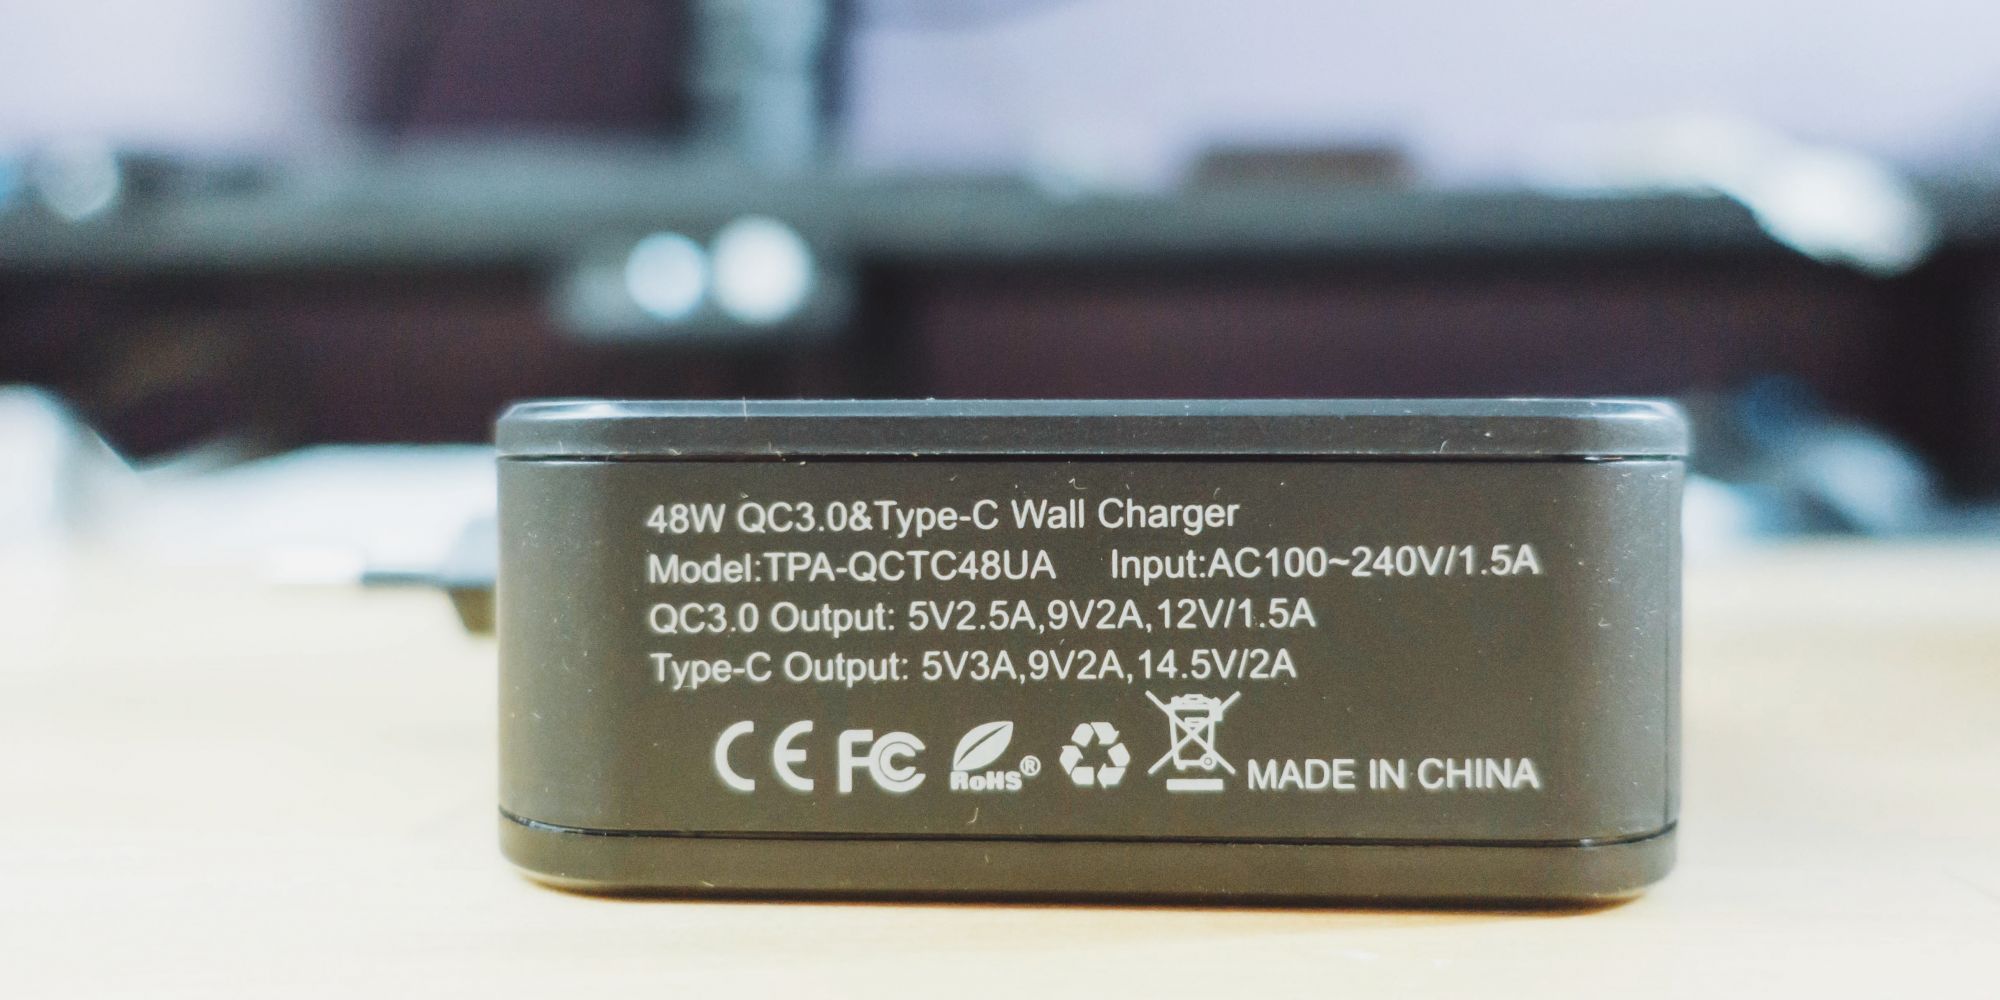 48W QC3.0&Type-C Wall Charger
Model:TPA-QCTC48UA Input:AC100~240V/1.5A
QC3.0 Output: 5V2.5A,9V2A,12V/1.5A
Type-C Output: 5V3A,9V2A,14.5V/2A
CE FC RoHS® MADE IN CHINA